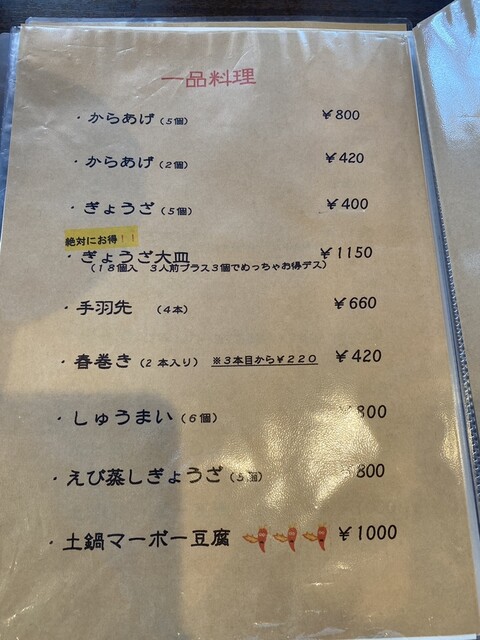 一品料理
・からあげ（5個） ¥800
・からあげ（2個） ¥420
・ぎょうざ（5個） ¥400
絶対にお得！！
・ぎょうざ大皿 ¥1150
（18個入 3人前プラス3個でめっちゃお得デス）
・手羽先 （4本） ¥660
・春巻き（2本入り） ※3本目から¥220 ¥420
・しゅうまい（6個） ¥800
・えび蒸しぎょうざ（5個） ¥800
・土鍋マーボー豆腐 ¥1000